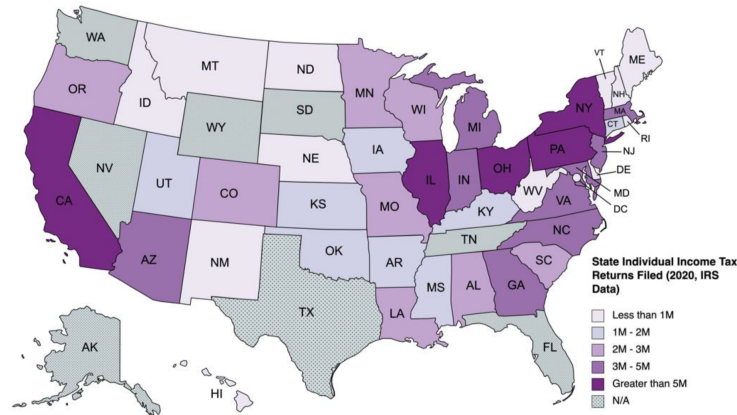 WA
MT
ND
MN
VT
ME
OR
ID
SD
WI
MI
NH
NY
MA
CT
RI
WY
NE
IA
PA
NJ
NV
UT
CO
IL
IN
OH
DE
MD
DC
CA
KS
MO
KY
WV
VA
AZ
NM
OK
AR
TN
NC
SC
TX
LA
MS
AL
GA
FL
AK
HI
State Individual Income Tax
Returns Filed (2020, IRS
Data)
Less than 1M
1M - 2M
2M - 3M
3M - 5M
Greater than 5M
N/A